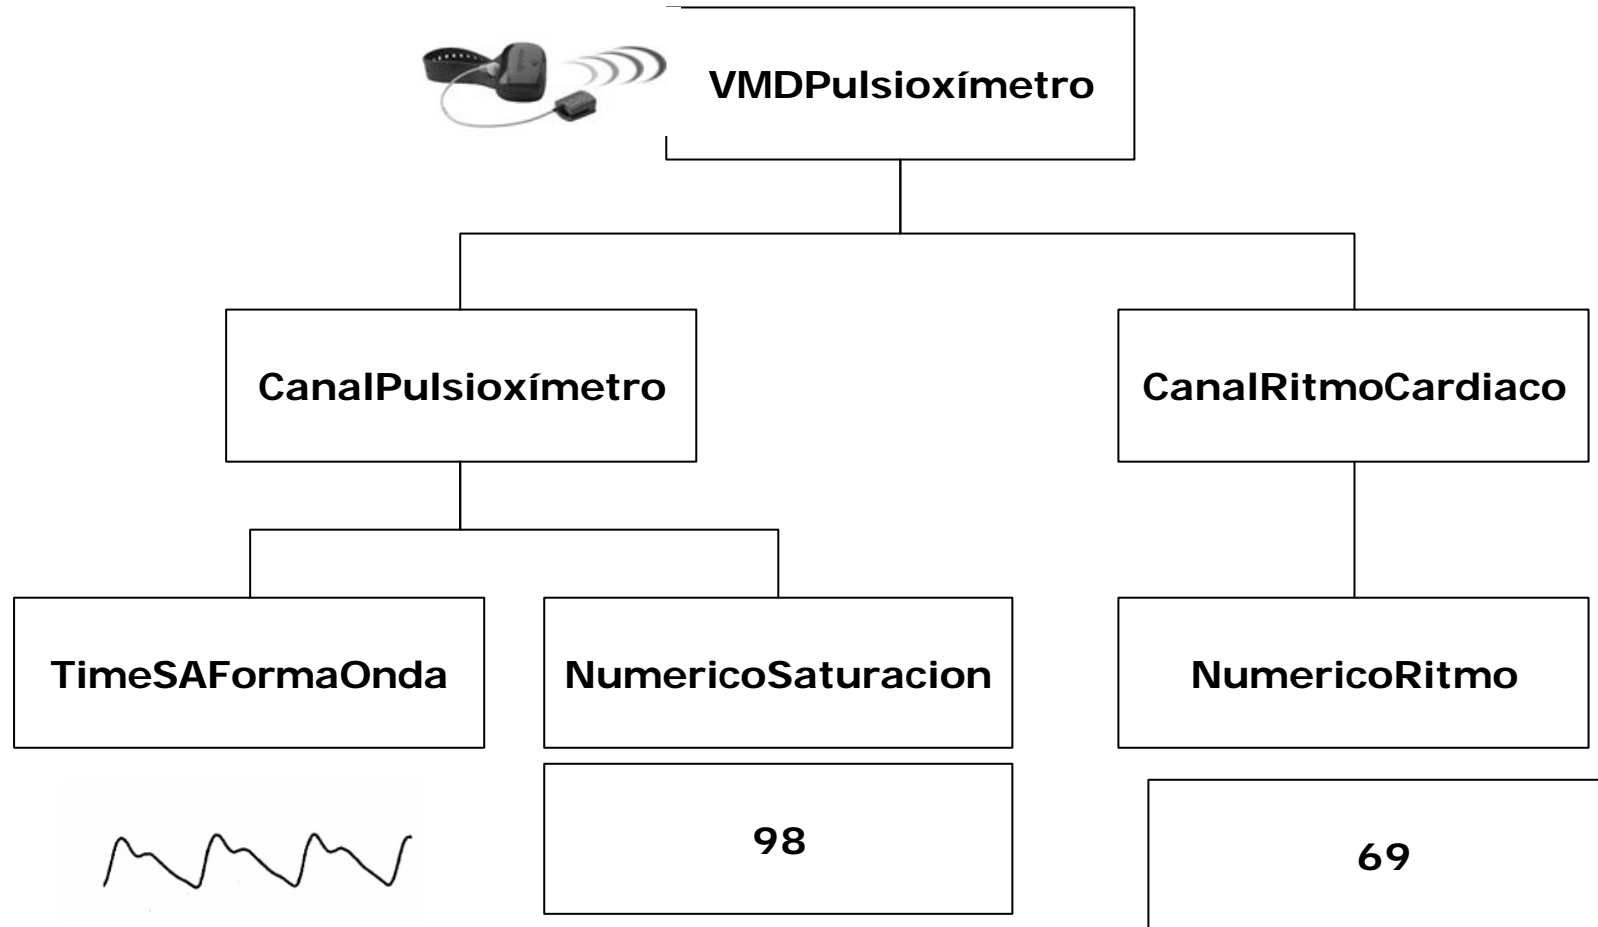 VMDPulsioxímetro
CanalPulsioxímetro
CanalRitmoCardiaco
TimeSAFormaOnda
NumericoSaturacion
NumericoRitmo
98
69